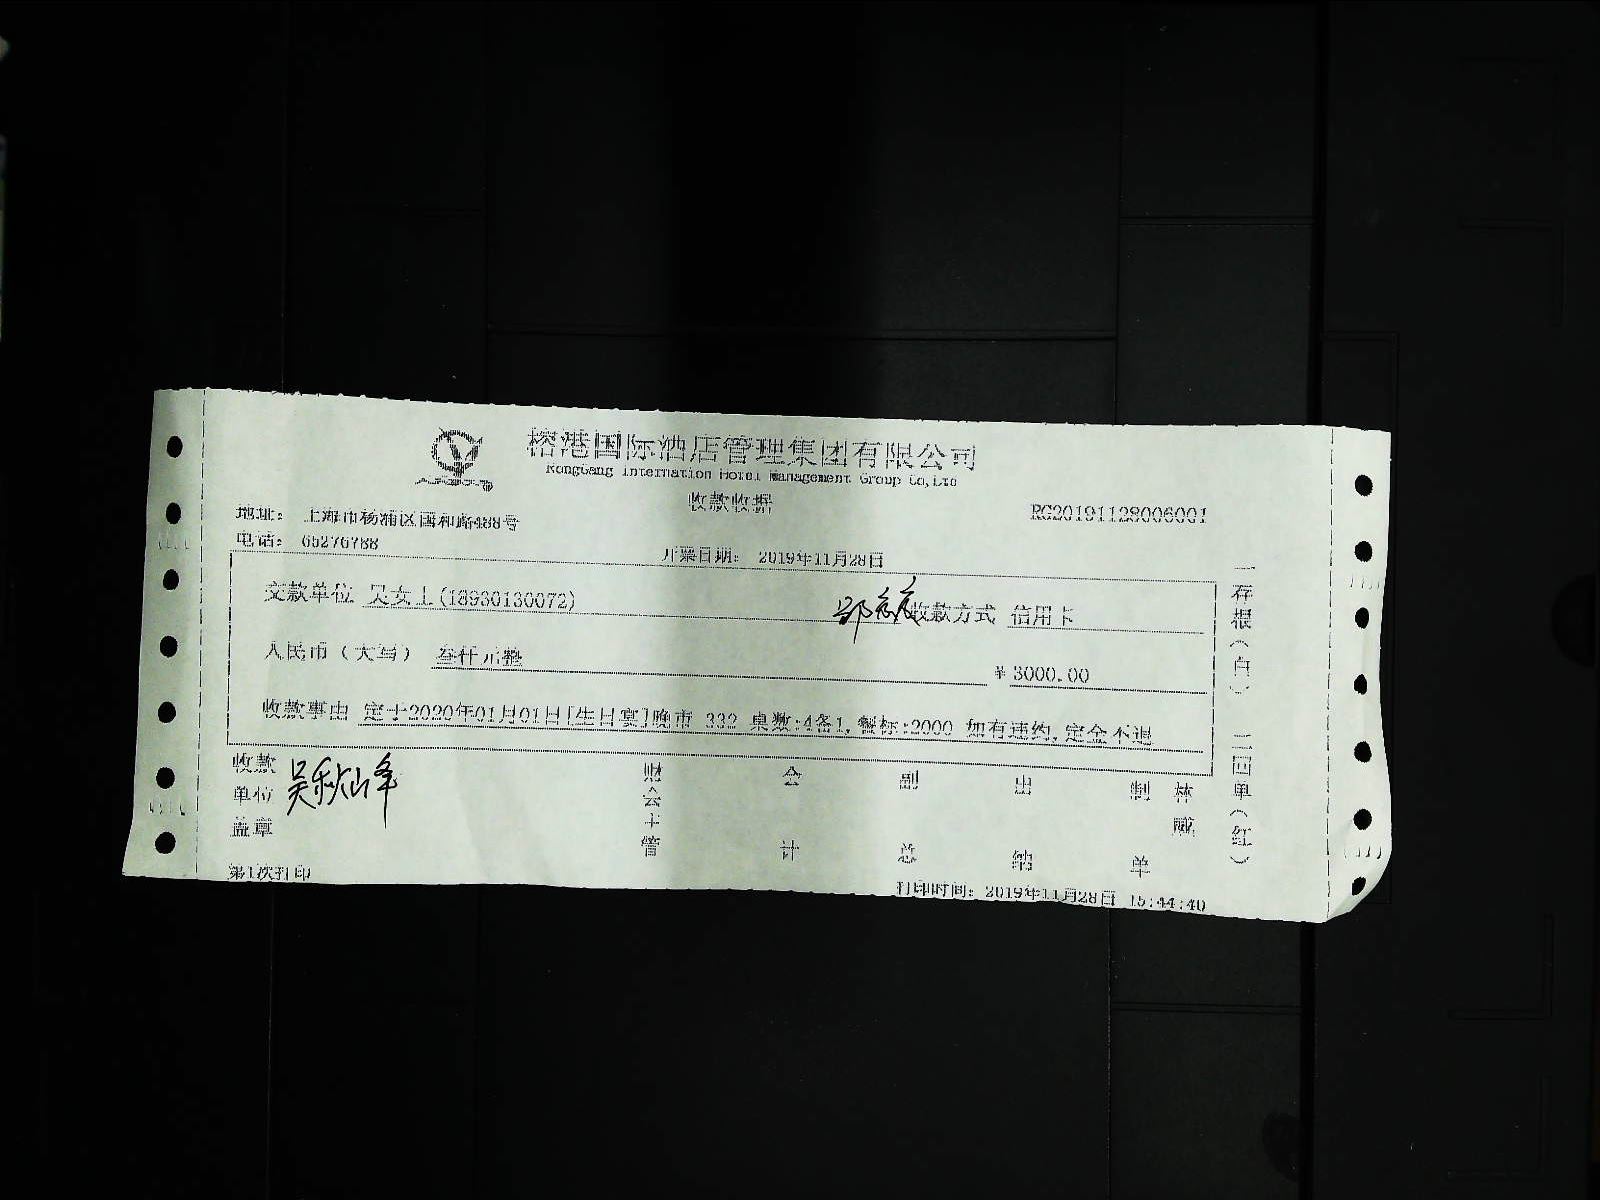 榕港国际酒店管理集团有限公司
RongGang Internation Hotel Management Group Co,Ltd
收款收据
地址： 上海市杨浦区国和路488号
RG20191128006001
电话： 65276788
开票日期： 2019年11月28日
交款单位 吴女士(18930130072)
收款方式 信用卡
人民币（大写） 叁仟元整
¥ 3000.00
收款事由 定于2020年01月01日[生日宴]晚市 332 桌数:4备1,餐标:2000 如有违约,定金不退
收款单位盖章 吴秋山峰
财会主管
会计
副总
出纳
制单
林威
一存根（白） 二回单（红）
第1次打印
打印时间： 2019年11月28日 15:44:40